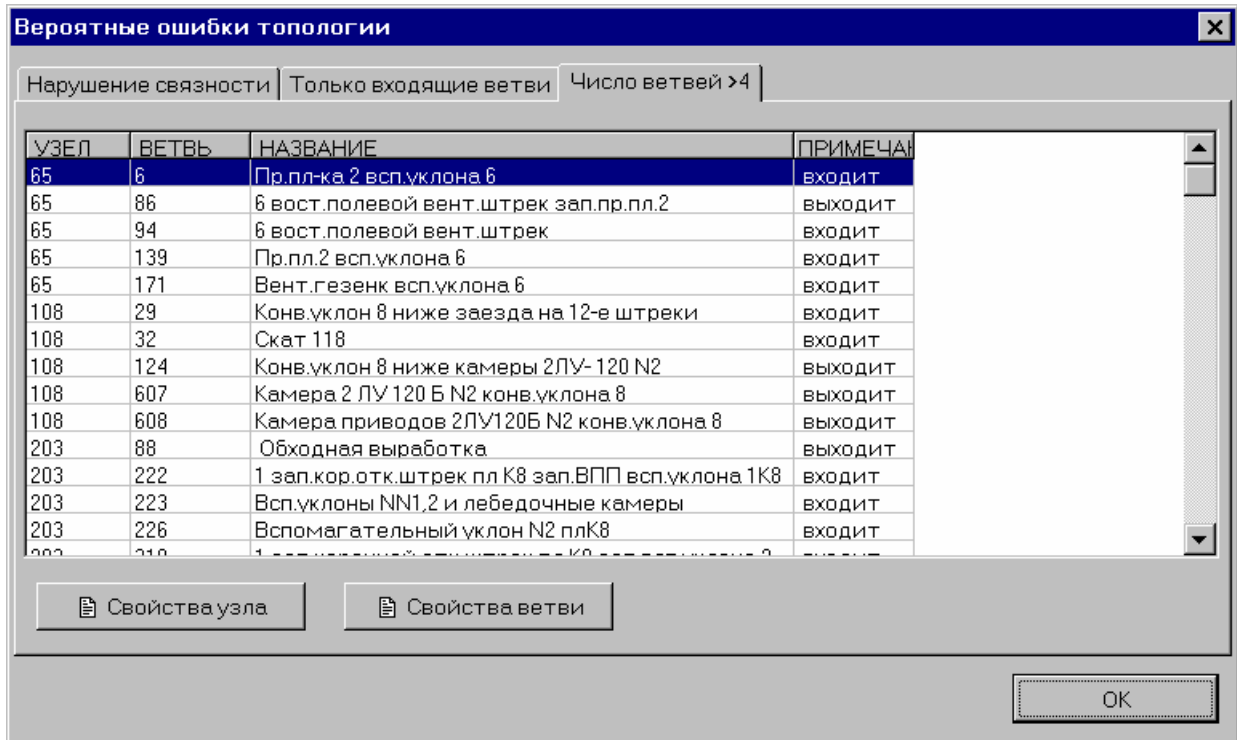 Вероятные ошибки топологии
Нарушение связности Только входящие ветви Число ветвей >4
УЗЕЛ ВЕТВЬ НАЗВАНИЕ ПРИМЕЧАН
65 6 Пр.пл-ка 2 всп.уклона 6 входит
65 86 6 вост.полевой вент.штрек зап.пр.пл.2 выходит
65 94 6 вост.полевой вент.штрек входит
65 139 Пр.пл.2 всп.уклона 6 входит
65 171 Вент.гезенк всп.уклона 6 входит
108 29 Конв.уклон 8 ниже заезда на 12-е штреки входит
108 32 Скат 118 входит
108 124 Конв.уклон 8 ниже камеры 2ЛУ- 120 N2 выходит
108 607 Камера 2 ЛУ 120 Б N2 конв.уклона 8 выходит
108 608 Камера приводов 2ЛУ120Б N2 конв.уклона 8 выходит
203 88 Обходная выработка выходит
203 222 1 зап.кор.отк.штрек пл К8 зап.ВПП всп.уклона 1К8 входит
203 223 Всп.уклоны NN1,2 и лебедочные камеры входит
203 226 Вспомагательный уклон N2 плК8 входит
Свойства узла Свойства ветви
OK